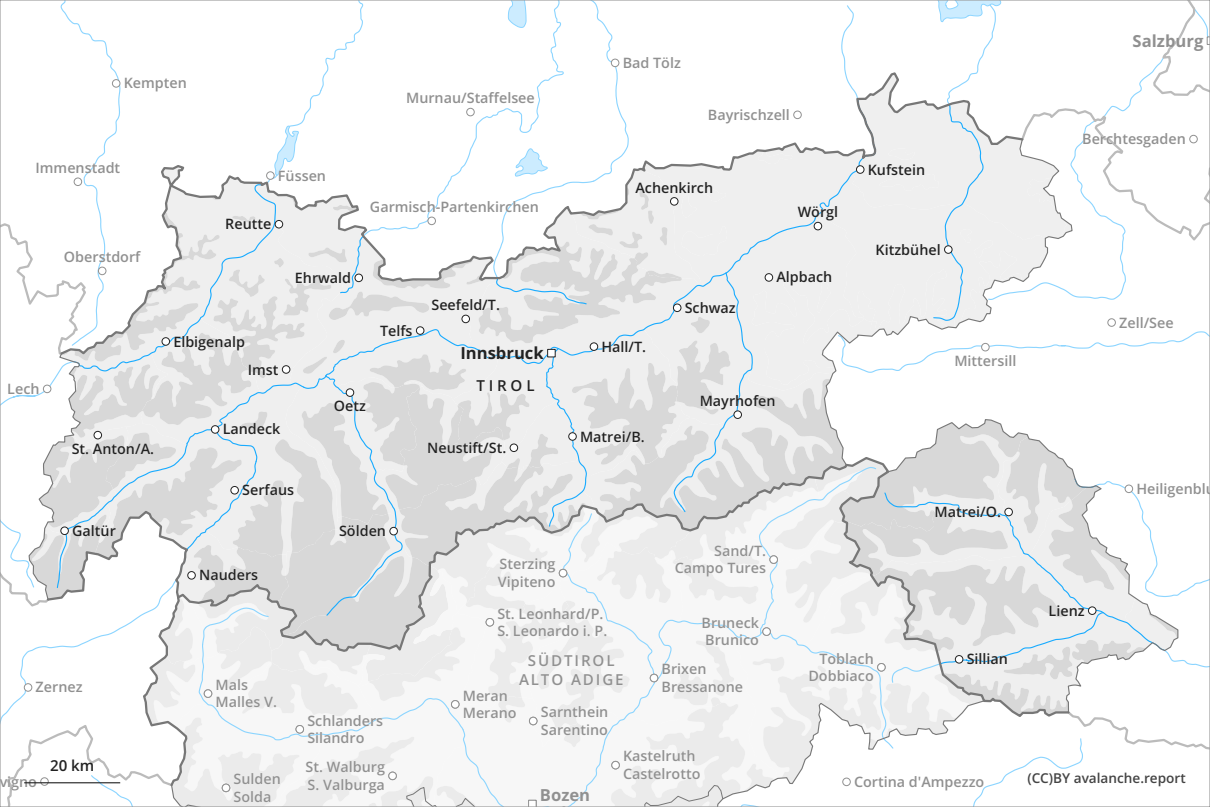 Salzburg
Bad Tölz
Kempten
Murnau/Staffelsee
Bayrischzell
Berchtesgaden
Immenstadt
Füssen
Kufstein
Achenkirch
Garmisch-Partenkirchen
Wörgl
Reutte
Kitzbühel
Oberstdorf
Ehrwald
Alpbach
Seefeld/T.
Schwaz
Zell/See
Telfs
Elbigenalp
Innsbruck
Hall/T.
Mittersill
Imst
TIROL
Lech
Oetz
Mayrhofen
Landeck
Matrei/B.
St. Anton/A.
Neustift/St.
Serfaus
Heiligenblu
Matrei/O.
Galtür
Sölden
Sand/T.
Campo Tures
Sterzing
Vipiteno
Nauders
Lienz
St. Leonhard/P.
S. Leonardo i. P.
Bruneck
Brunico
SÜDTIROL
ALTO ADIGE
Toblach
Dobbiaco
Sillian
Brixen
Bressanone
Zernez
Mals
Malles V.
Meran
Merano
Sarnthein
Sarentino
Schlanders
Silandro
Kastelruth
Castelrotto
St. Walburg
S. Valburga
20 km
vigno
Sulden
Solda
Cortina d'Ampezzo
(CC)BY avalanche.report
Bozen